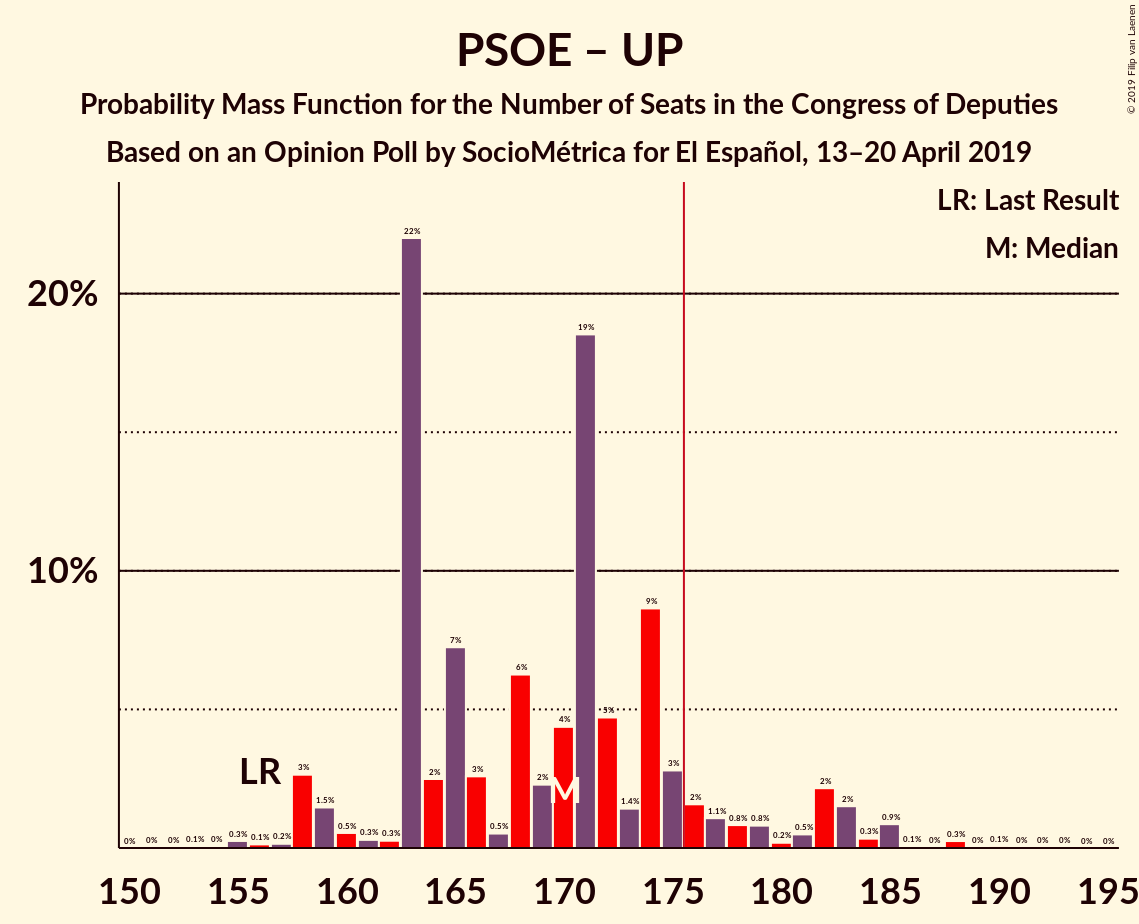 PSOE – UP
Probability Mass Function for the Number of Seats in the Congress of Deputies
Based on an Opinion Poll by SocioMétrica for El Español, 13–20 April 2019
© 2019 Filip van Laenen
LR: Last Result
M: Median
20%
10%
LR
M
0% 0% 0% 0.1% 0% 0.3% 0.1% 0.2% 3% 1.5% 0.5% 0.3% 0.3% 22% 2% 7% 3% 0.5% 6% 2% 4% 19% 5% 1.4% 9% 3% 2% 1.1% 0.8% 0.8% 0.2% 0.5% 2% 2% 0.3% 0.9% 0.1% 0% 0.3% 0% 0.1% 0% 0% 0% 0% 0%
150 155 160 165 170 175 180 185 190 195